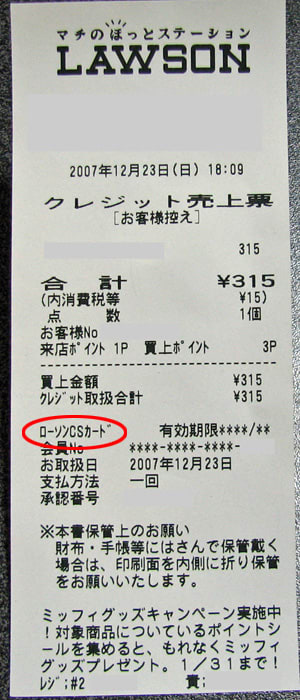 マチのほっとステーション
LAWSON
2007年12月23日(日) 18:09
クレジット売上票
[お客様控え]
315
合計 ¥315
(内消費税等 ¥15)
点数 1個
お客様No
来店ポイント 1P 買上ポイント 3P
買上金額 ¥315
クレジット取扱合計 ¥315
ローソンCSカード 有効期限****/**
会員No ****-****-****-
お取扱日 2007年12月23日
支払方法 一回
承認番号
※本書保管上のお願い
財布・手帳等にはさんで保管戴く
場合は、印刷面を内側に折り保管
をお願いいたします。
ミッフィグッズキャンペーン実施中
！対象商品についているポイントシ
ールを集めると、もれなくミッフィ
グッズプレゼント。1/31まで！
レジ;#2 責;